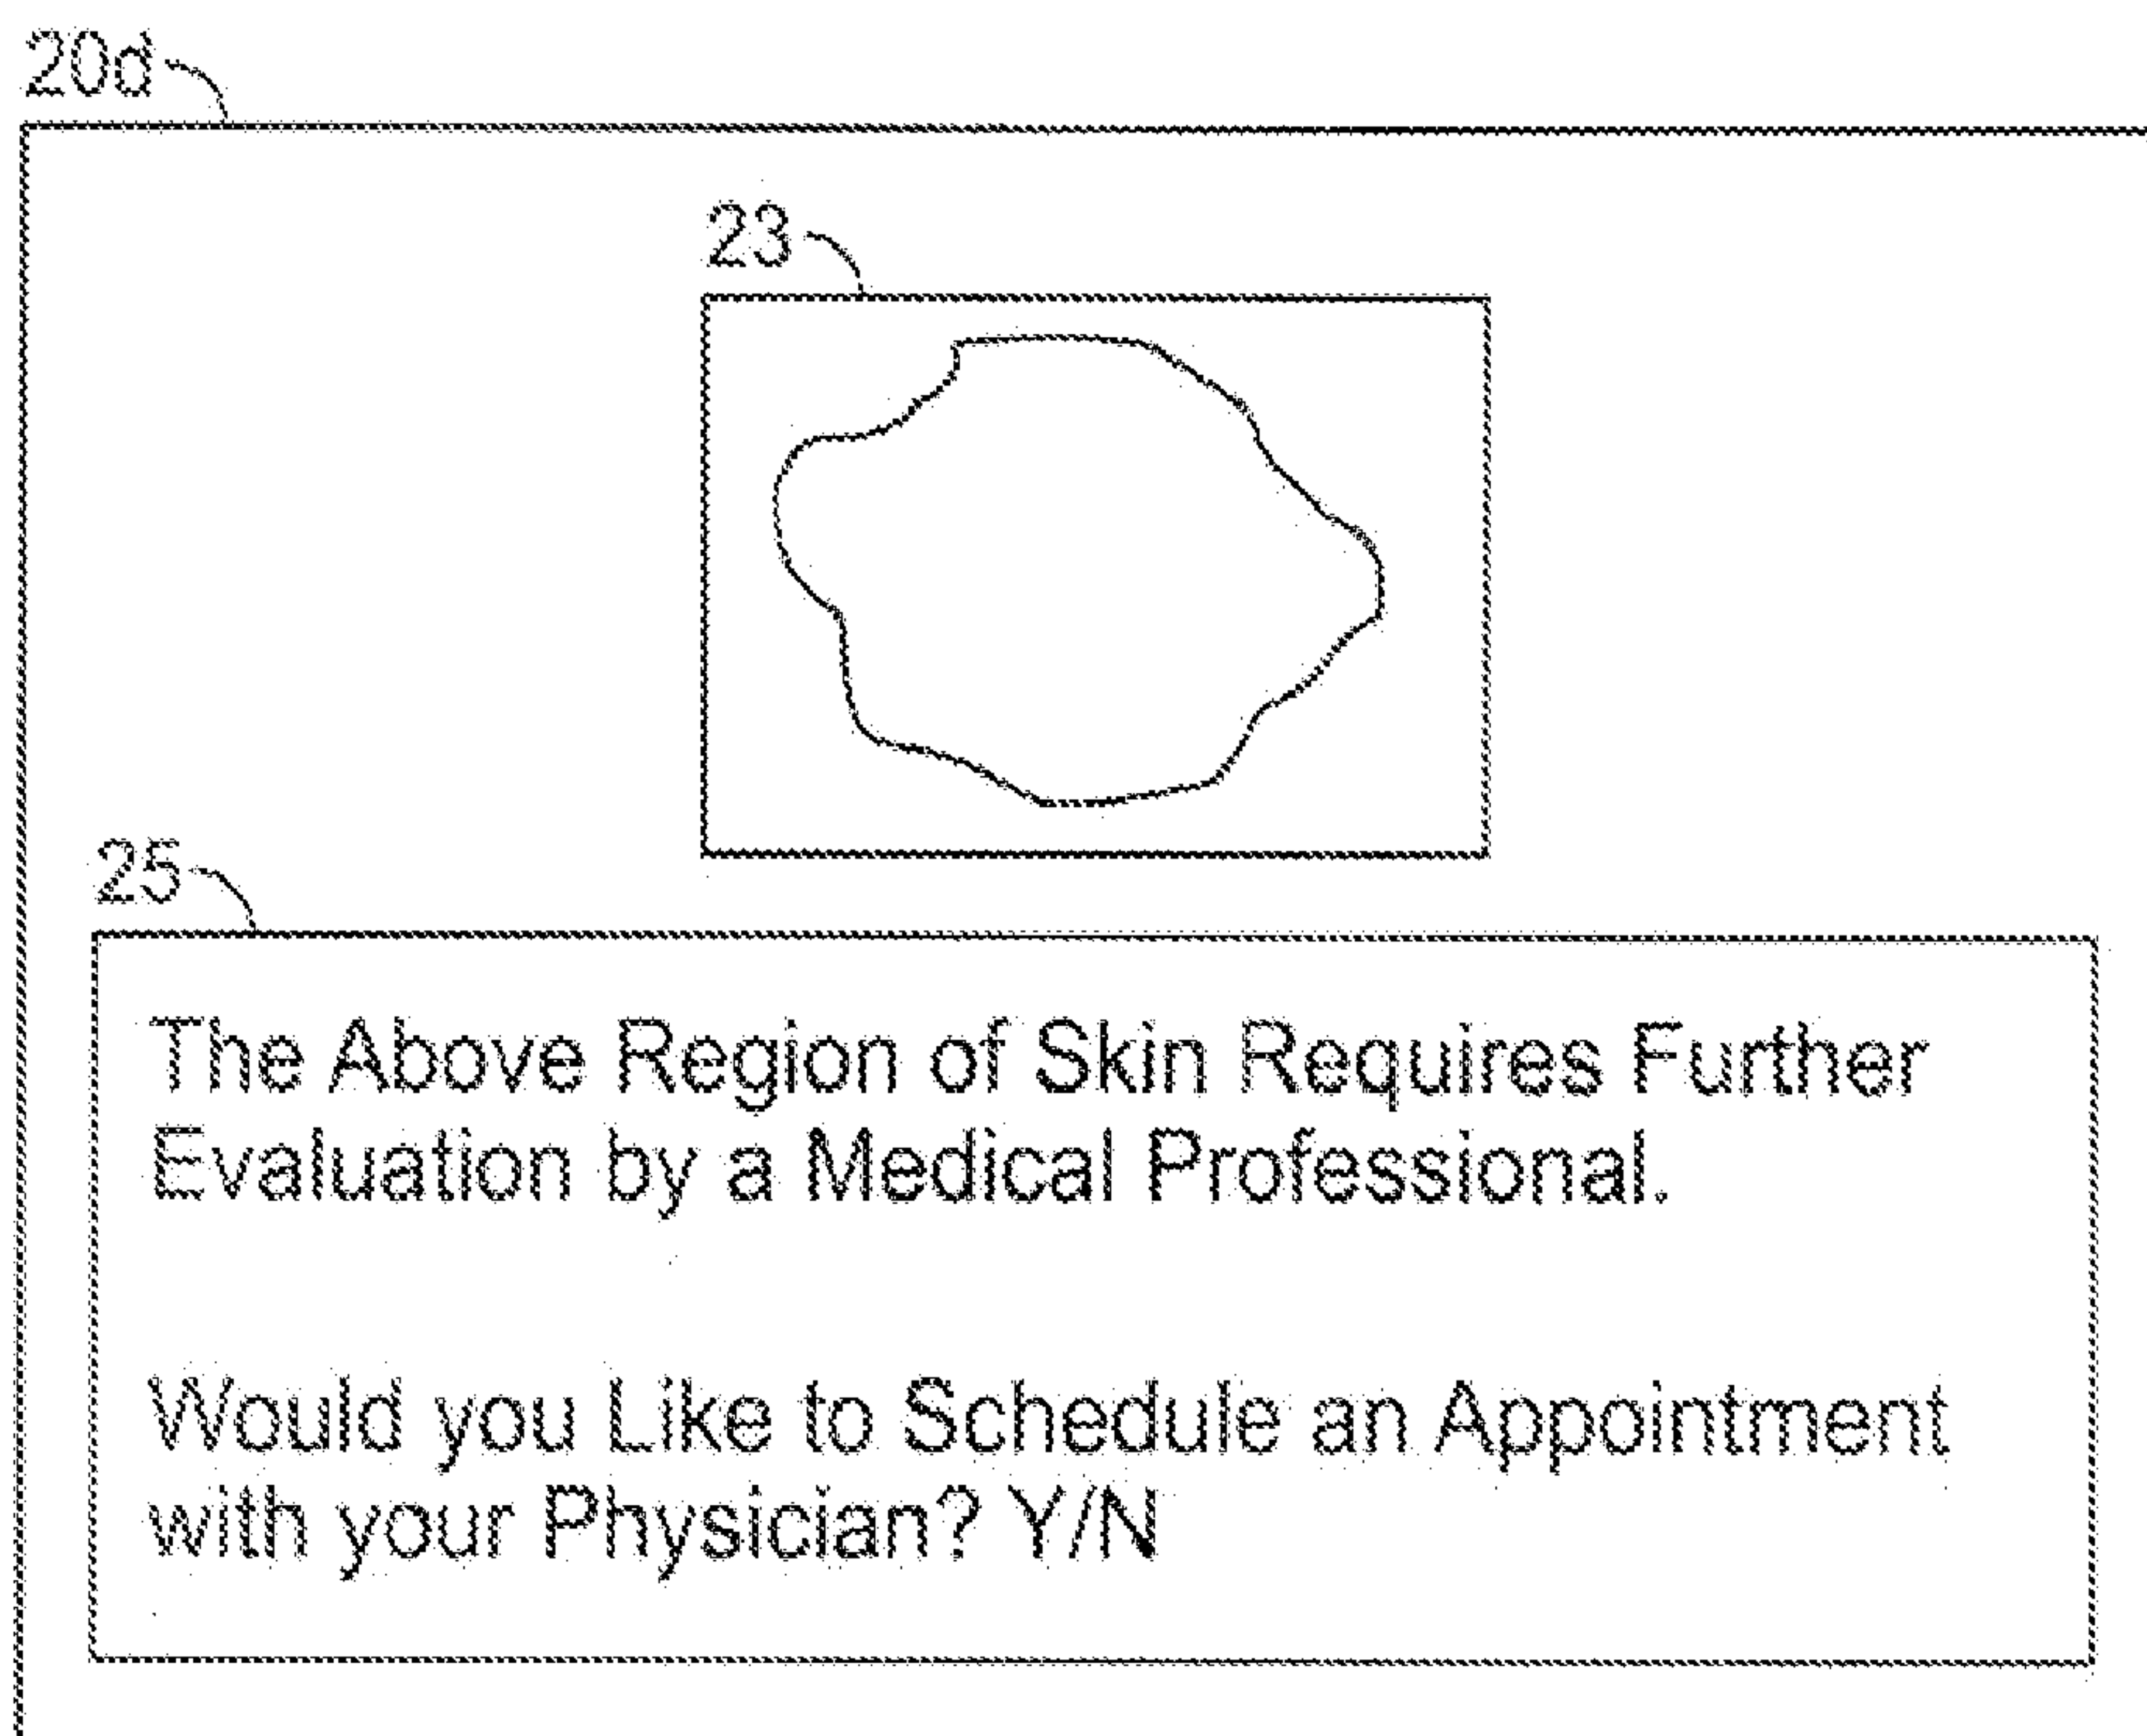 20d
23
25
The Above Region of Skin Requires Further
Evaluation by a Medical Professional.
Would you Like to Schedule an Appointment
with your Physician? Y/N